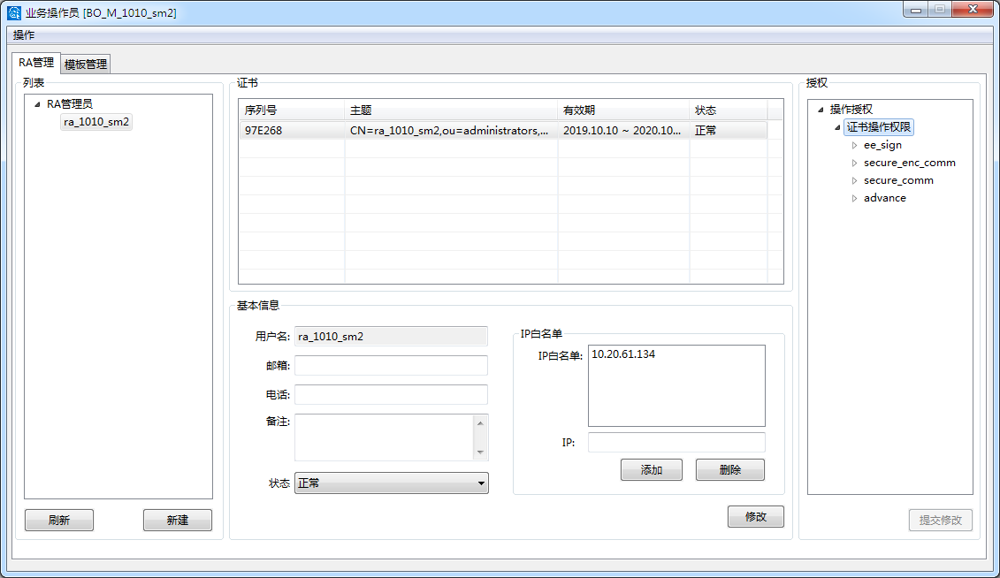 业务操作员 [BO_M_1010_sm2]
操作
RA管理 模板管理
列表
RA管理员
ra_1010_sm2
刷新 新建
证书
序列号 主题 有效期 状态
97E268 CN=ra_1010_sm2,ou=administrators,... 2019.10.10 ~ 2020.10... 正常
基本信息
用户名: ra_1010_sm2
邮箱:
电话:
备注:
状态 正常
IP白名单
IP白名单: 10.20.61.134
IP:
添加 删除
修改
授权
操作授权
证书操作权限
ee_sign
secure_enc_comm
secure_comm
advance
提交修改